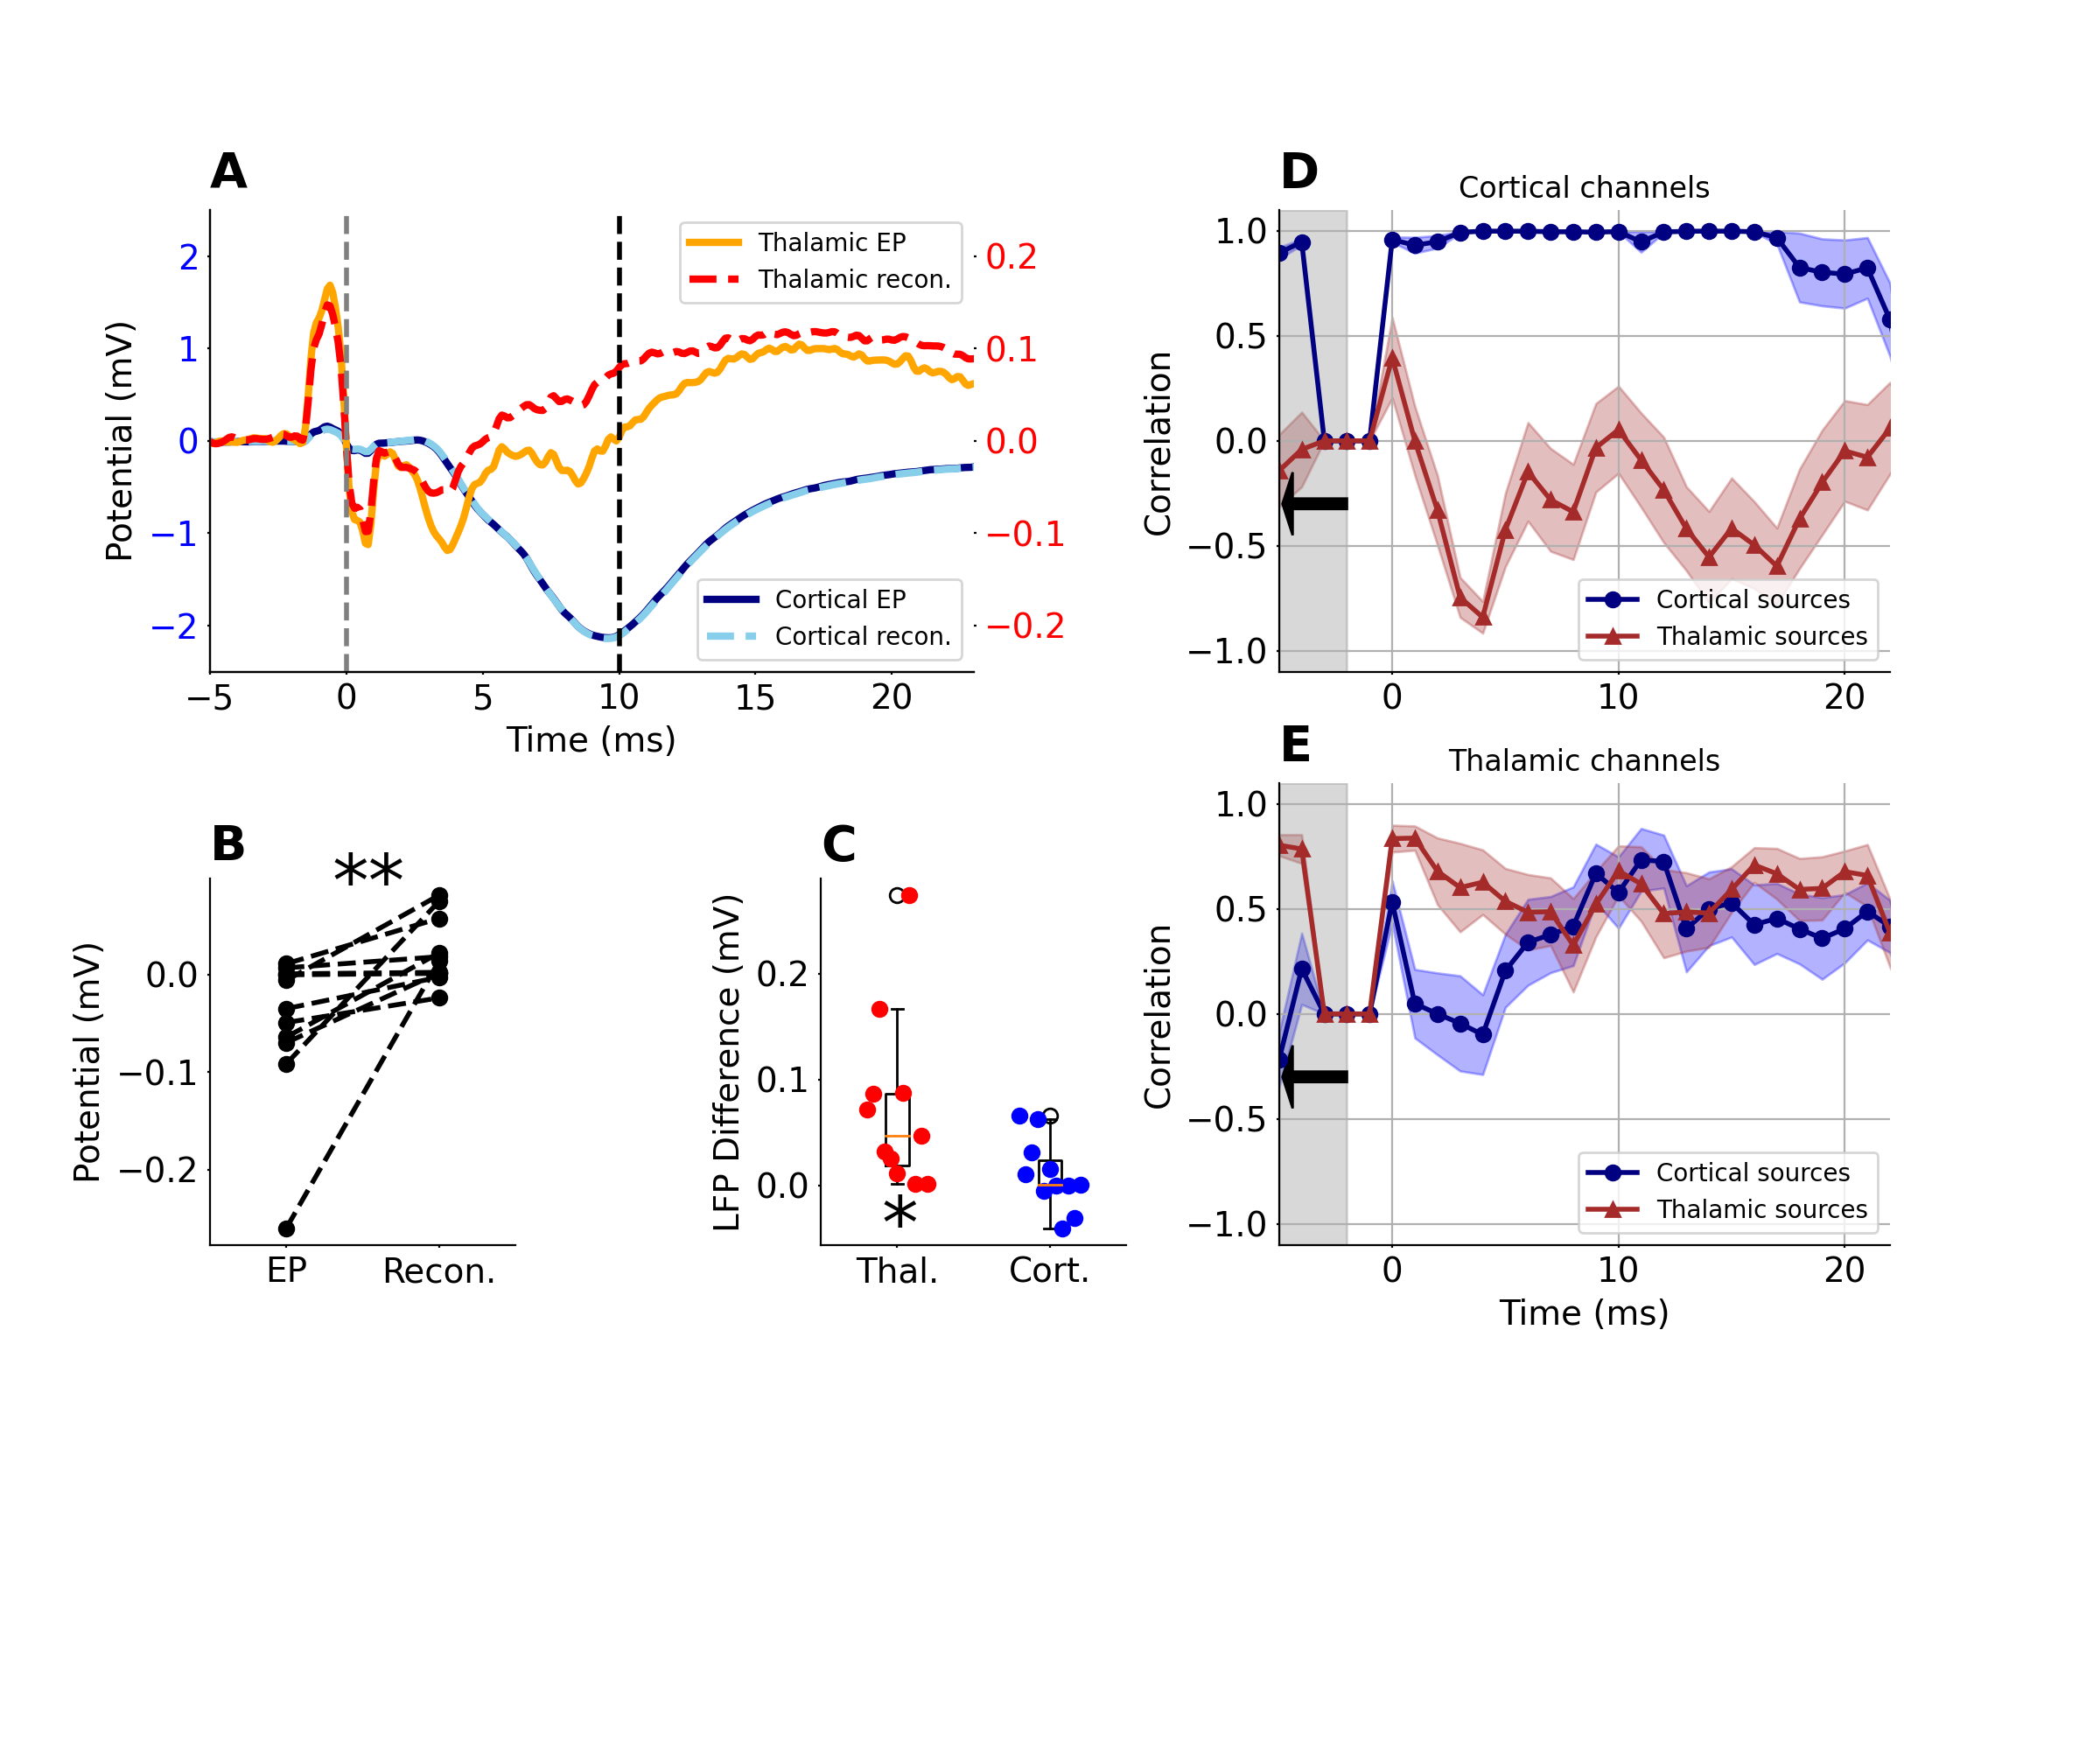 A
Potential (mV)
2
1
0
−1
−2
0.2
0.1
0.0
−0.1
−0.2
Thalamic EP
Thalamic recon.
Cortical EP
Cortical recon.
−5 0 5 10 15 20
Time (ms)
B
**
Potential (mV)
0.0
−0.1
−0.2
EP Recon.
C
LFP Difference (mV)
0.2
0.1
0.0
*
Thal. Cort.
D
Cortical channels
Correlation
1.0
0.5
0.0
−0.5
−1.0
Cortical sources
Thalamic sources
0 10 20
E
Thalamic channels
Correlation
1.0
0.5
0.0
−0.5
−1.0
Cortical sources
Thalamic sources
0 10 20
Time (ms)